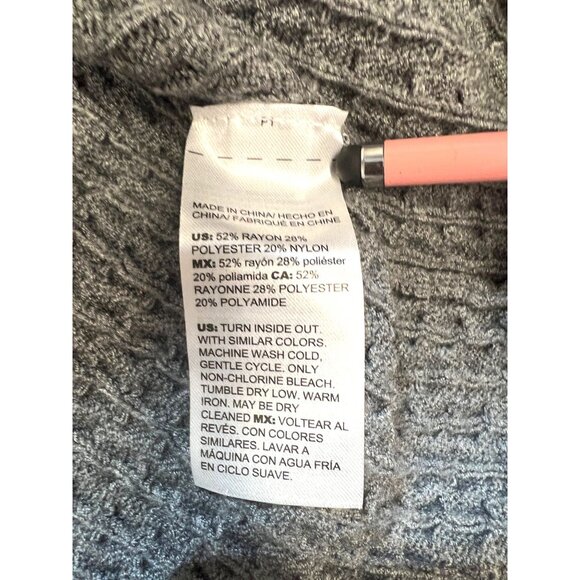 MADE IN CHINA/ HECHO EN
CHINA/ FABRIQUÉ EN CHINE
US: 52% RAYON 28%
POLYESTER 20% NYLON
MX: 52% rayón 28% poliéster
20% poliamida CA: 52%
RAYONNE 28% POLYESTER
20% POLYAMIDE
US: TURN INSIDE OUT.
WITH SIMILAR COLORS.
MACHINE WASH COLD,
GENTLE CYCLE. ONLY
NON-CHLORINE BLEACH.
TUMBLE DRY LOW. WARM
IRON. MAY BE DRY
CLEANED MX: VOLTEAR AL
REVÉS. CON COLORES
SIMILARES. LAVAR A
MÁQUINA CON AGUA FRÍA
EN CICLO SUAVE.